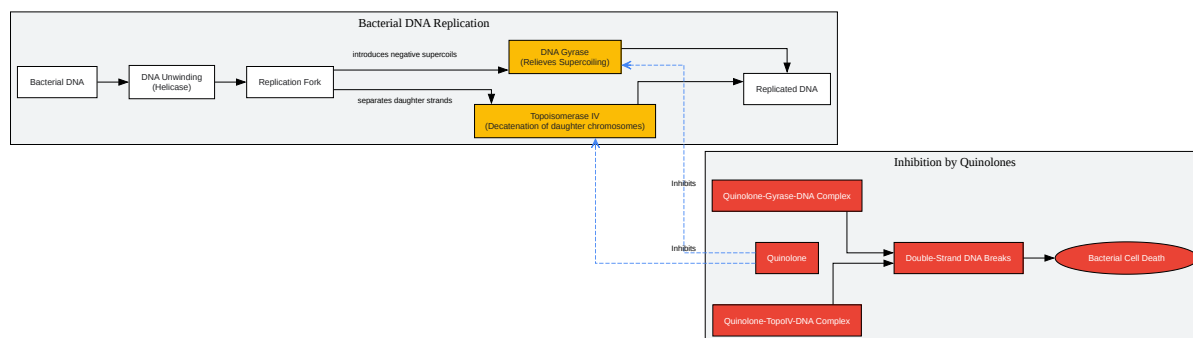 Bacterial DNA Replication
Bacterial DNA
DNA Unwinding
(Helicase)
Replication Fork
introduces negative supercoils
separates daughter strands
DNA Gyrase
(Relieves Supercoiling)
Topoisomerase IV
(Decatenation of daughter chromosomes)
Replicated DNA
Inhibition by Quinolones
Inhibits
Inhibits
Quinolone-Gyrase-DNA Complex
Quinolone
Quinolone-TopoIV-DNA Complex
Double-Strand DNA Breaks
Bacterial Cell Death